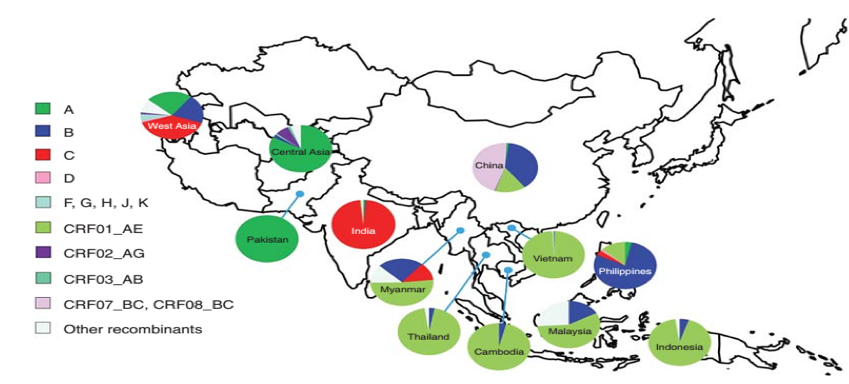 A
B
C
D
F, G, H, J, K
CRF01_AE
CRF02_AG
CRF03_AB
CRF07_BC, CRF08_BC
Other recombinants
West Asia
Central Asia
China
Pakistan
India
Vietnam
Philippines
Myanmar
Thailand
Cambodia
Malaysia
Indonesia